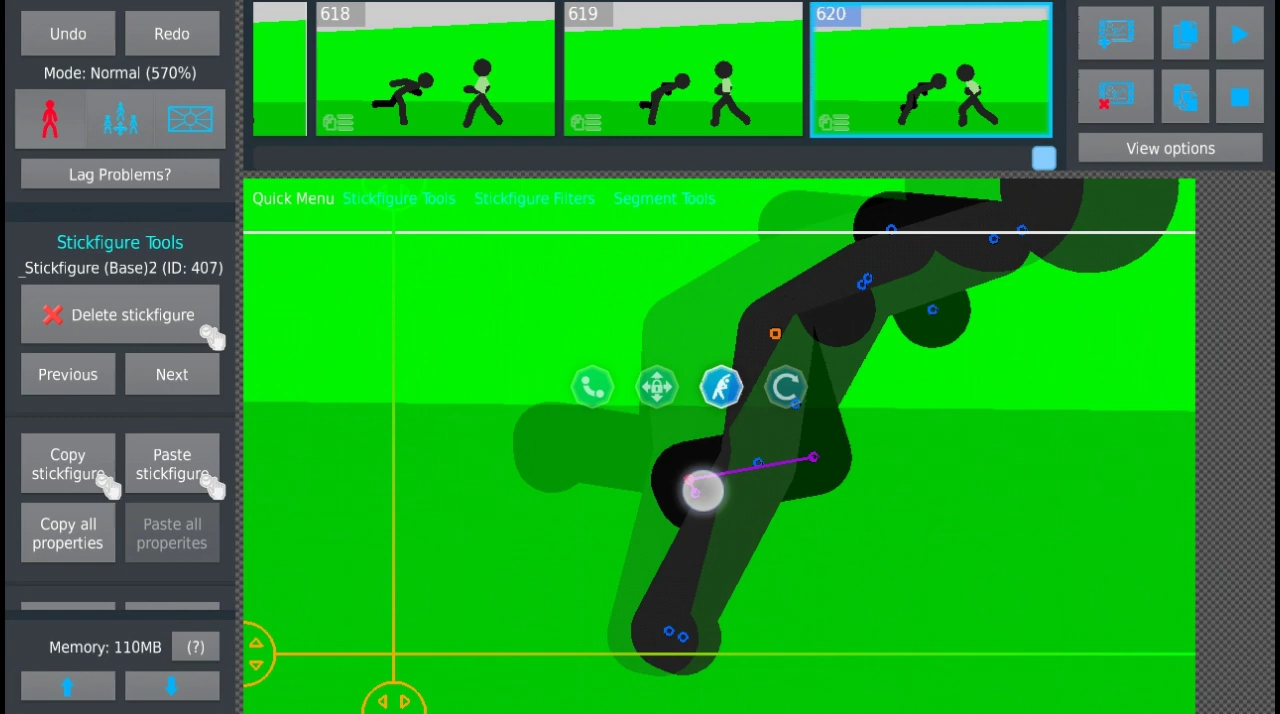 Undo
Redo
Mode: Normal (570%)
Lag Problems?
Stickfigure Tools
_Stickfigure (Base)2 (ID: 407)
Delete stickfigure
Previous
Next
Copy
stickfigure
Paste
stickfigure
Copy all
properties
Paste all
properites
Memory: 110MB
(?)
618
619
620
View options
Quick Menu
Stickfigure Tools
Stickfigure Filters
Segment Tools